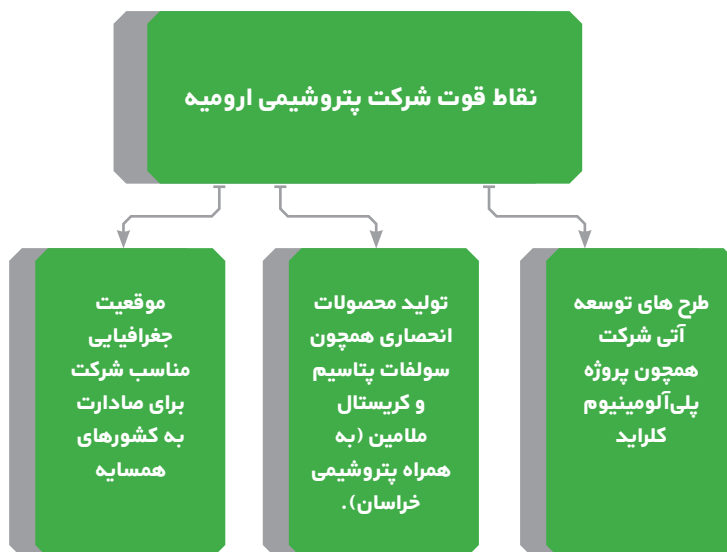 نقاط قوت شرکت پتروشیمی ارومیه
طرح های توسعه
آتی شرکت
همچون پروژه
پلی‌آلومینیوم
کلراید
تولید محصولات
انحصاری همچون
سولفات پتاسیم
و کریستال
ملامین (به
همراه پتروشیمی
خراسان).
موقعیت
جغرافیایی
مناسب شرکت
برای صادارت
به کشورهای
همسایه